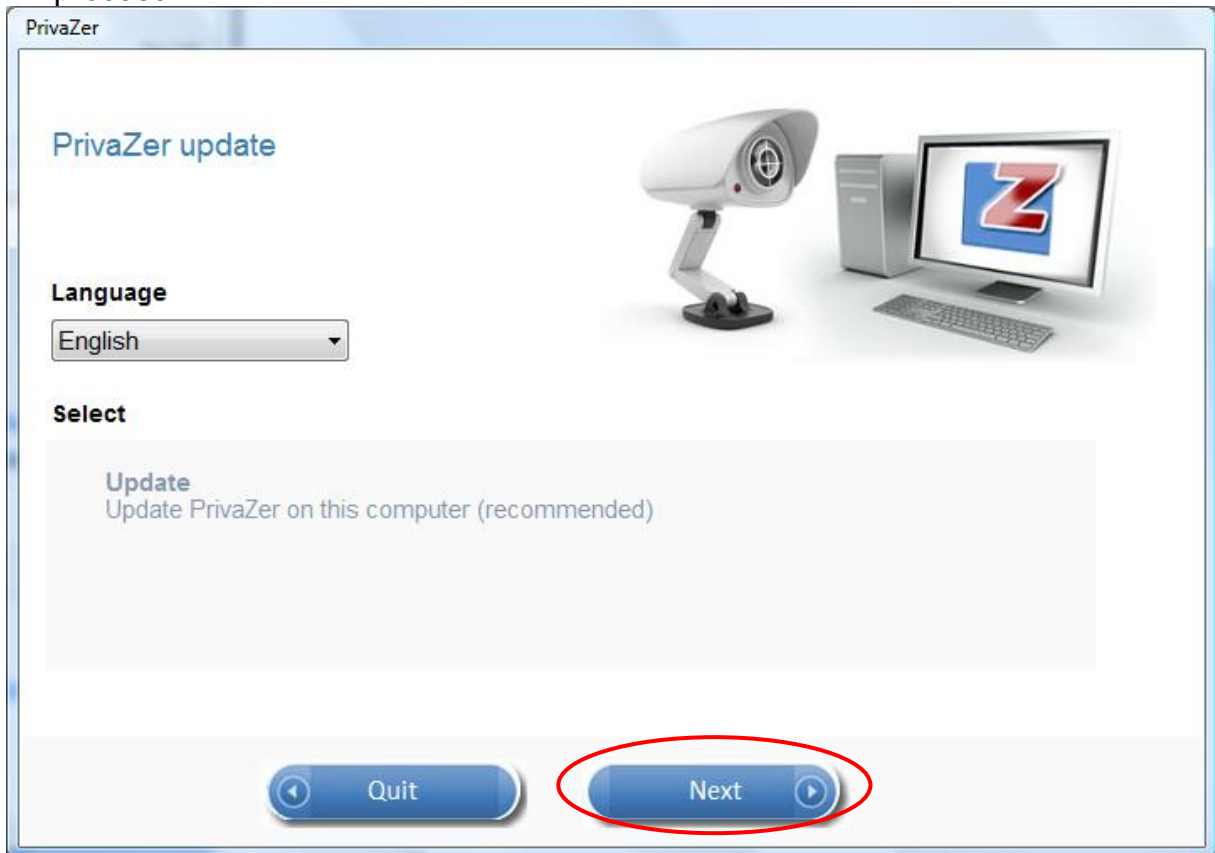 PrivaZer
PrivaZer update
Language
English
Select
Update
Update PrivaZer on this computer (recommended)
Quit
Next